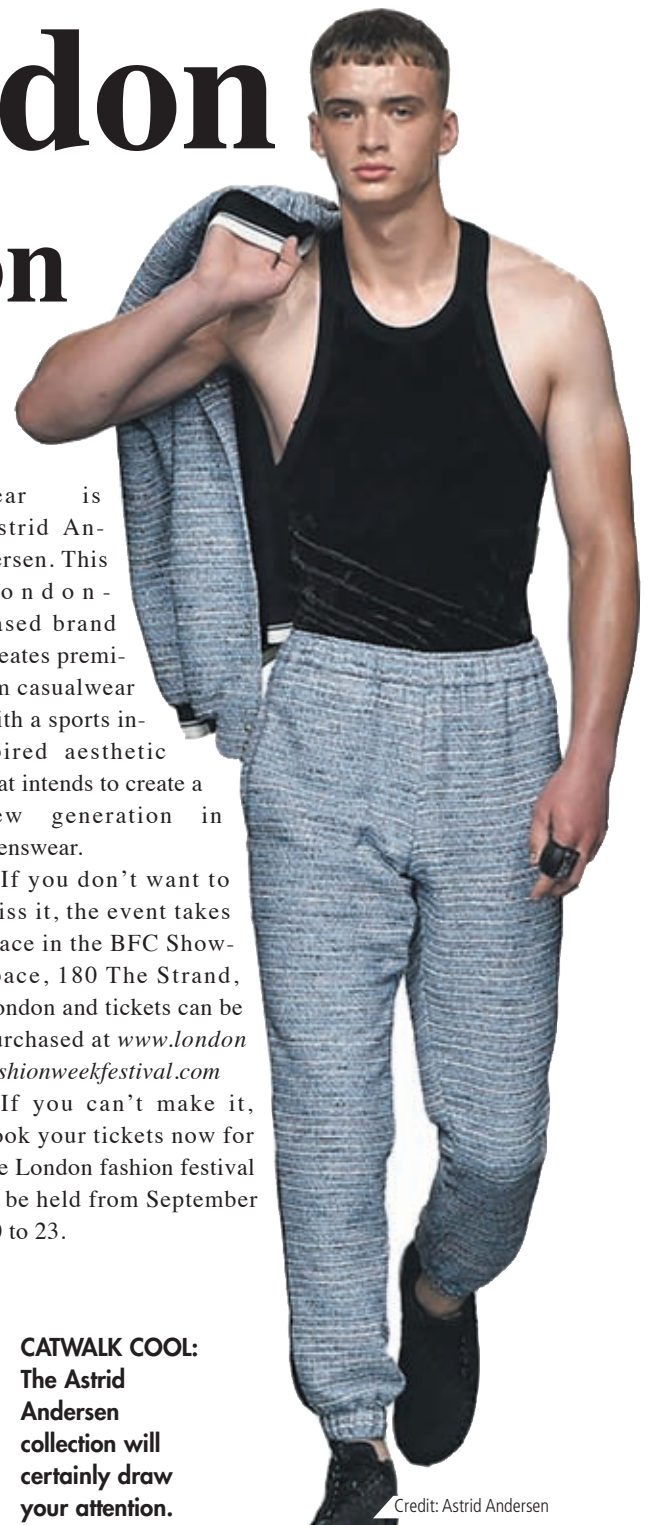 don
on
ear is
strid An-
ersen. This
ondon-
ased brand
eates premi-
m casualwear
ith a sports in-
ired aesthetic
at intends to create a
ew generation in
enswear.
If you don’t want to
iss it, the event takes
ace in the BFC Show-
pace, 180 The Strand,
ondon and tickets can be
urchased at www.london
shionweekfestival.com
If you can’t make it,
ook your tickets now for
e London fashion festival
be held from September
0 to 23.
CATWALK COOL:
The Astrid
Andersen
collection will
certainly draw
your attention.
Credit: Astrid Andersen